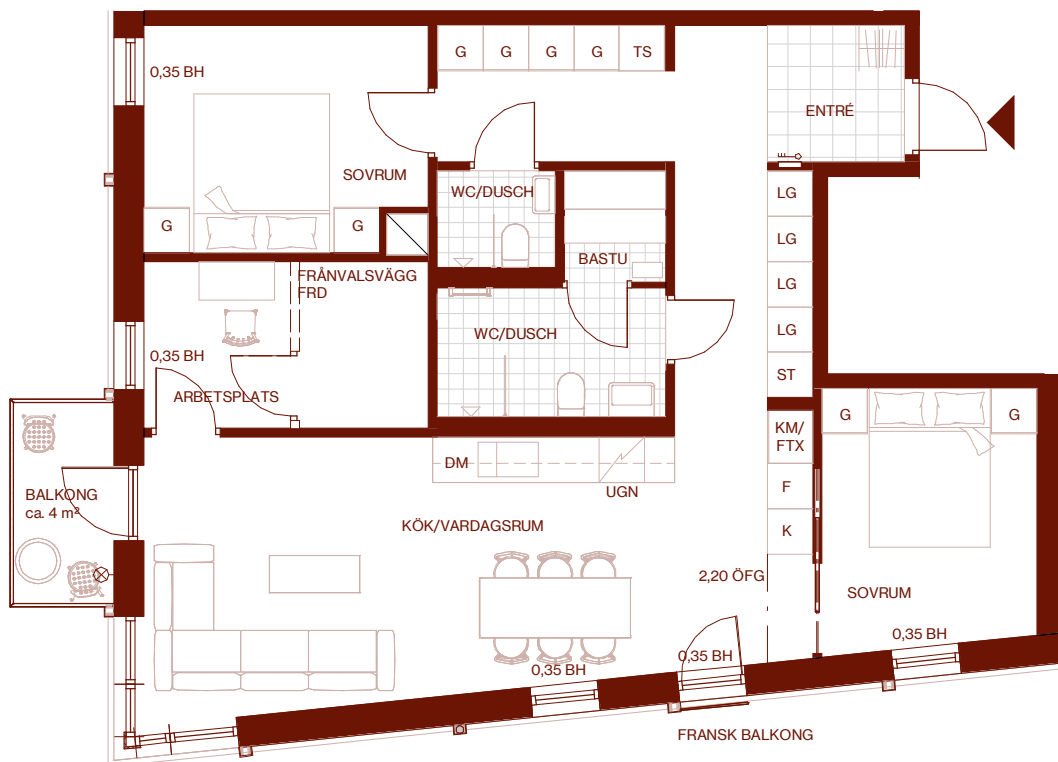 G G G G TS
0,35 BH
ENTRÉ
SOVRUM
WC/DUSCH
LG
G
G
LG
BASTU
FRÅNVALSVÄGG
FRD
LG
WC/DUSCH
LG
0,35 BH
ST
ARBETSPLATS
G
G
KM/
FTX
DM
UGN
F
BALKONG
ca. 4 m²
KÖK/VARDAGSRUM
K
2,20 ÖFG
SOVRUM
0,35 BH
0,35 BH
0,35 BH
FRANSK BALKONG